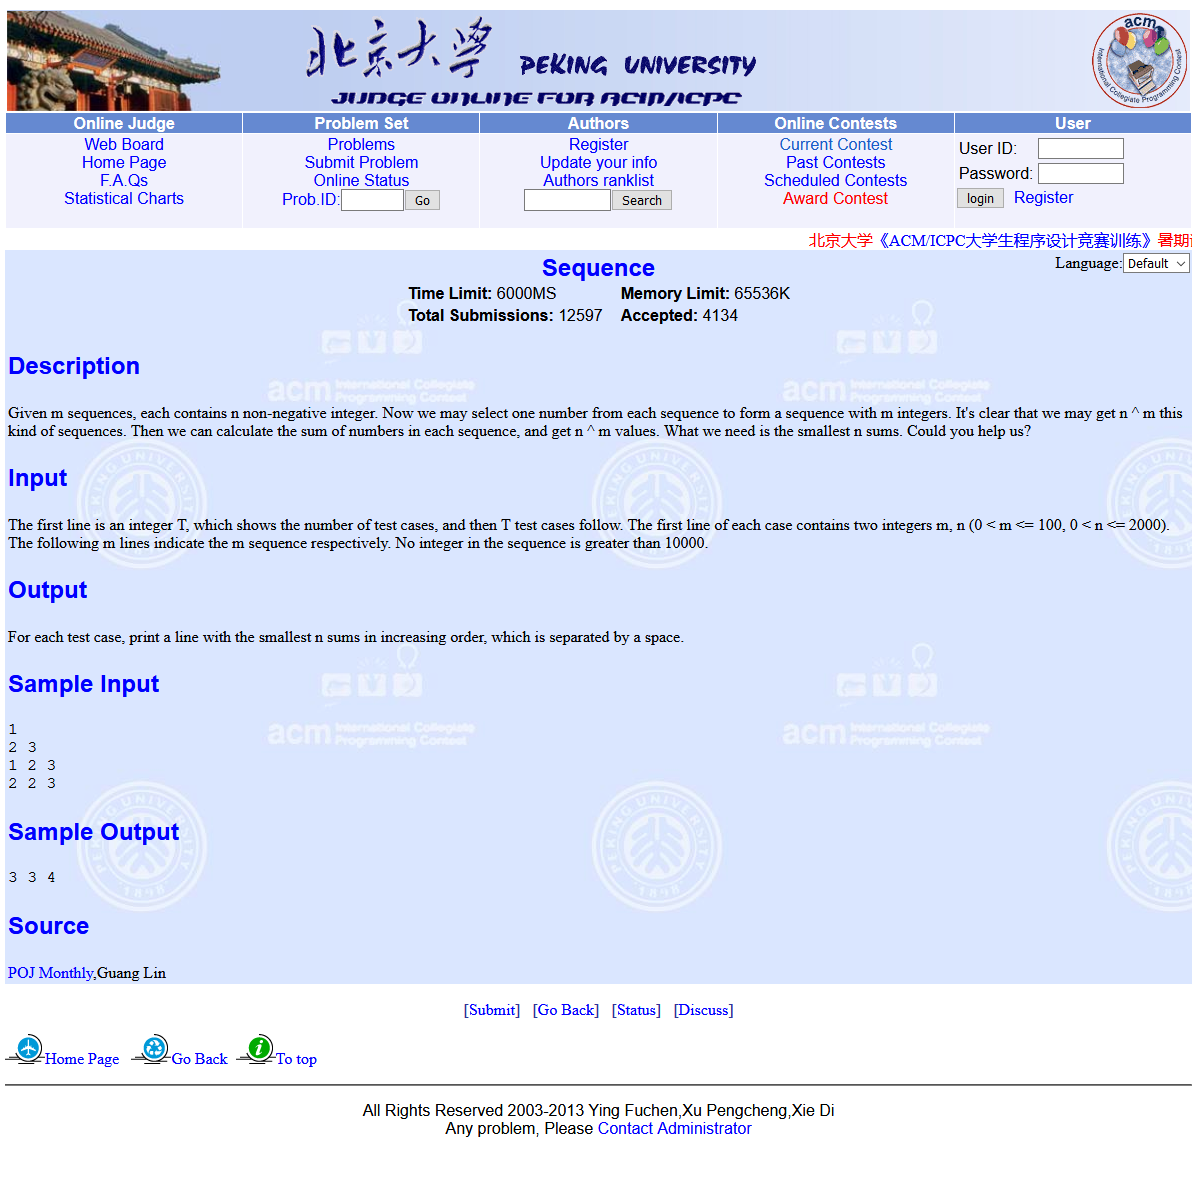 北京大學 PEKING UNIVERSITY
JUDGE ONLINE FOR ACM/ICPC
acm
International Collegiate Programming Contest
Online Judge Problem Set Authors Online Contests User
Web Board Problems Register Current Contest User ID:
Home Page Submit Problem Update your info Past Contests Password:
F.A.Qs Online Status Authors ranklist Scheduled Contests login Register
Statistical Charts Prob.ID: Go Search Award Contest
北京大学《ACM/ICPC大学生程序设计竞赛训练》暑期
Language: Default
Sequence
Time Limit: 6000MS Memory Limit: 65536K
Total Submissions: 12597 Accepted: 4134
Description
Given m sequences, each contains n non-negative integer. Now we may select one number from each sequence to form a sequence with m integers. It's clear that we may get n ^ m this
kind of sequences. Then we can calculate the sum of numbers in each sequence, and get n ^ m values. What we need is the smallest n sums. Could you help us?
Input
The first line is an integer T, which shows the number of test cases, and then T test cases follow. The first line of each case contains two integers m, n (0 < m <= 100, 0 < n <= 2000).
The following m lines indicate the m sequence respectively. No integer in the sequence is greater than 10000.
Output
For each test case, print a line with the smallest n sums in increasing order, which is separated by a space.
Sample Input
1
2 3
1 2 3
2 2 3
Sample Output
3 3 4
Source
POJ Monthly,Guang Lin
[Submit] [Go Back] [Status] [Discuss]
Home Page Go Back To top
All Rights Reserved 2003-2013 Ying Fuchen,Xu Pengcheng,Xie Di
Any problem, Please Contact Administrator